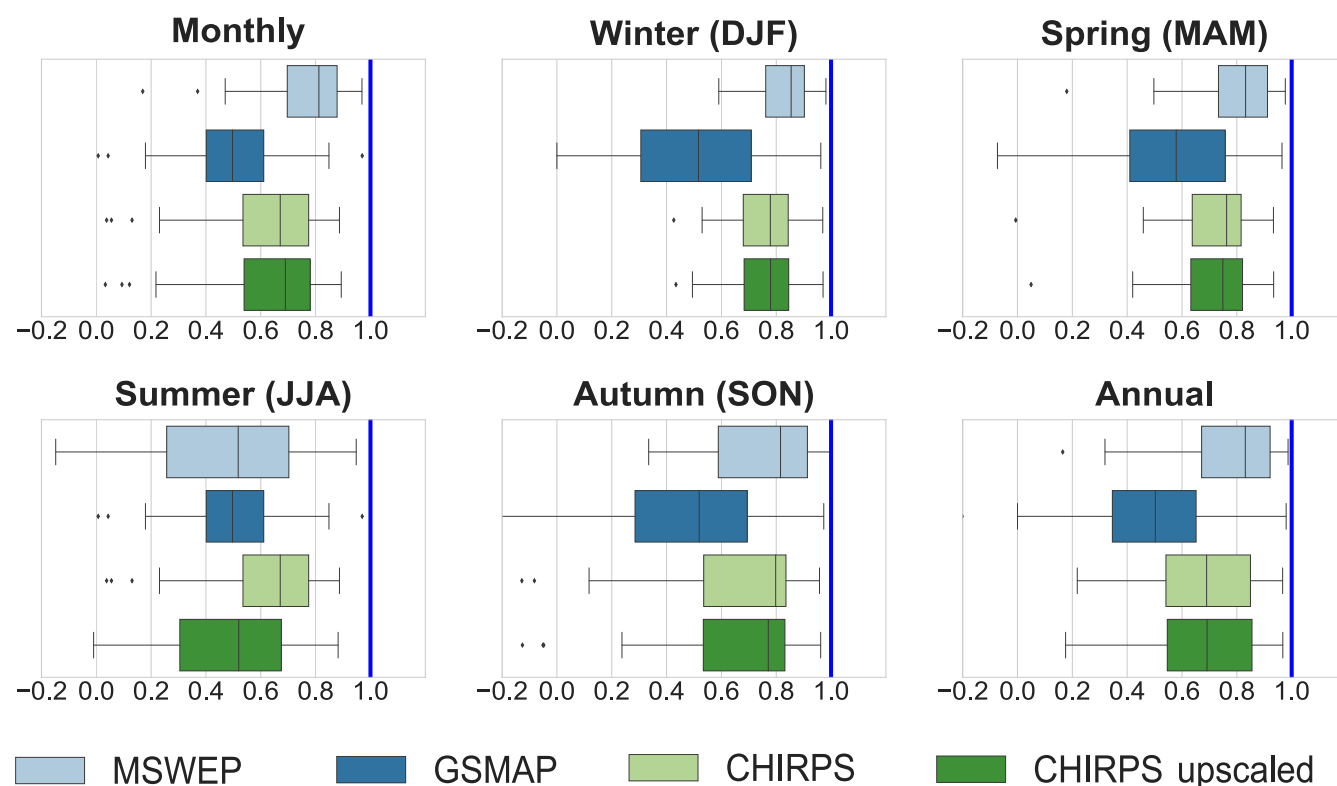 Monthly Winter (DJF) Spring (MAM)
−0.2 0.0 0.2 0.4 0.6 0.8 1.0 −0.2 0.0 0.2 0.4 0.6 0.8 1.0 −0.2 0.0 0.2 0.4 0.6 0.8 1.0
Summer (JJA) Autumn (SON) Annual
−0.2 0.0 0.2 0.4 0.6 0.8 1.0 −0.2 0.0 0.2 0.4 0.6 0.8 1.0 −0.2 0.0 0.2 0.4 0.6 0.8 1.0
MSWEP GSMAP CHIRPS CHIRPS upscaled